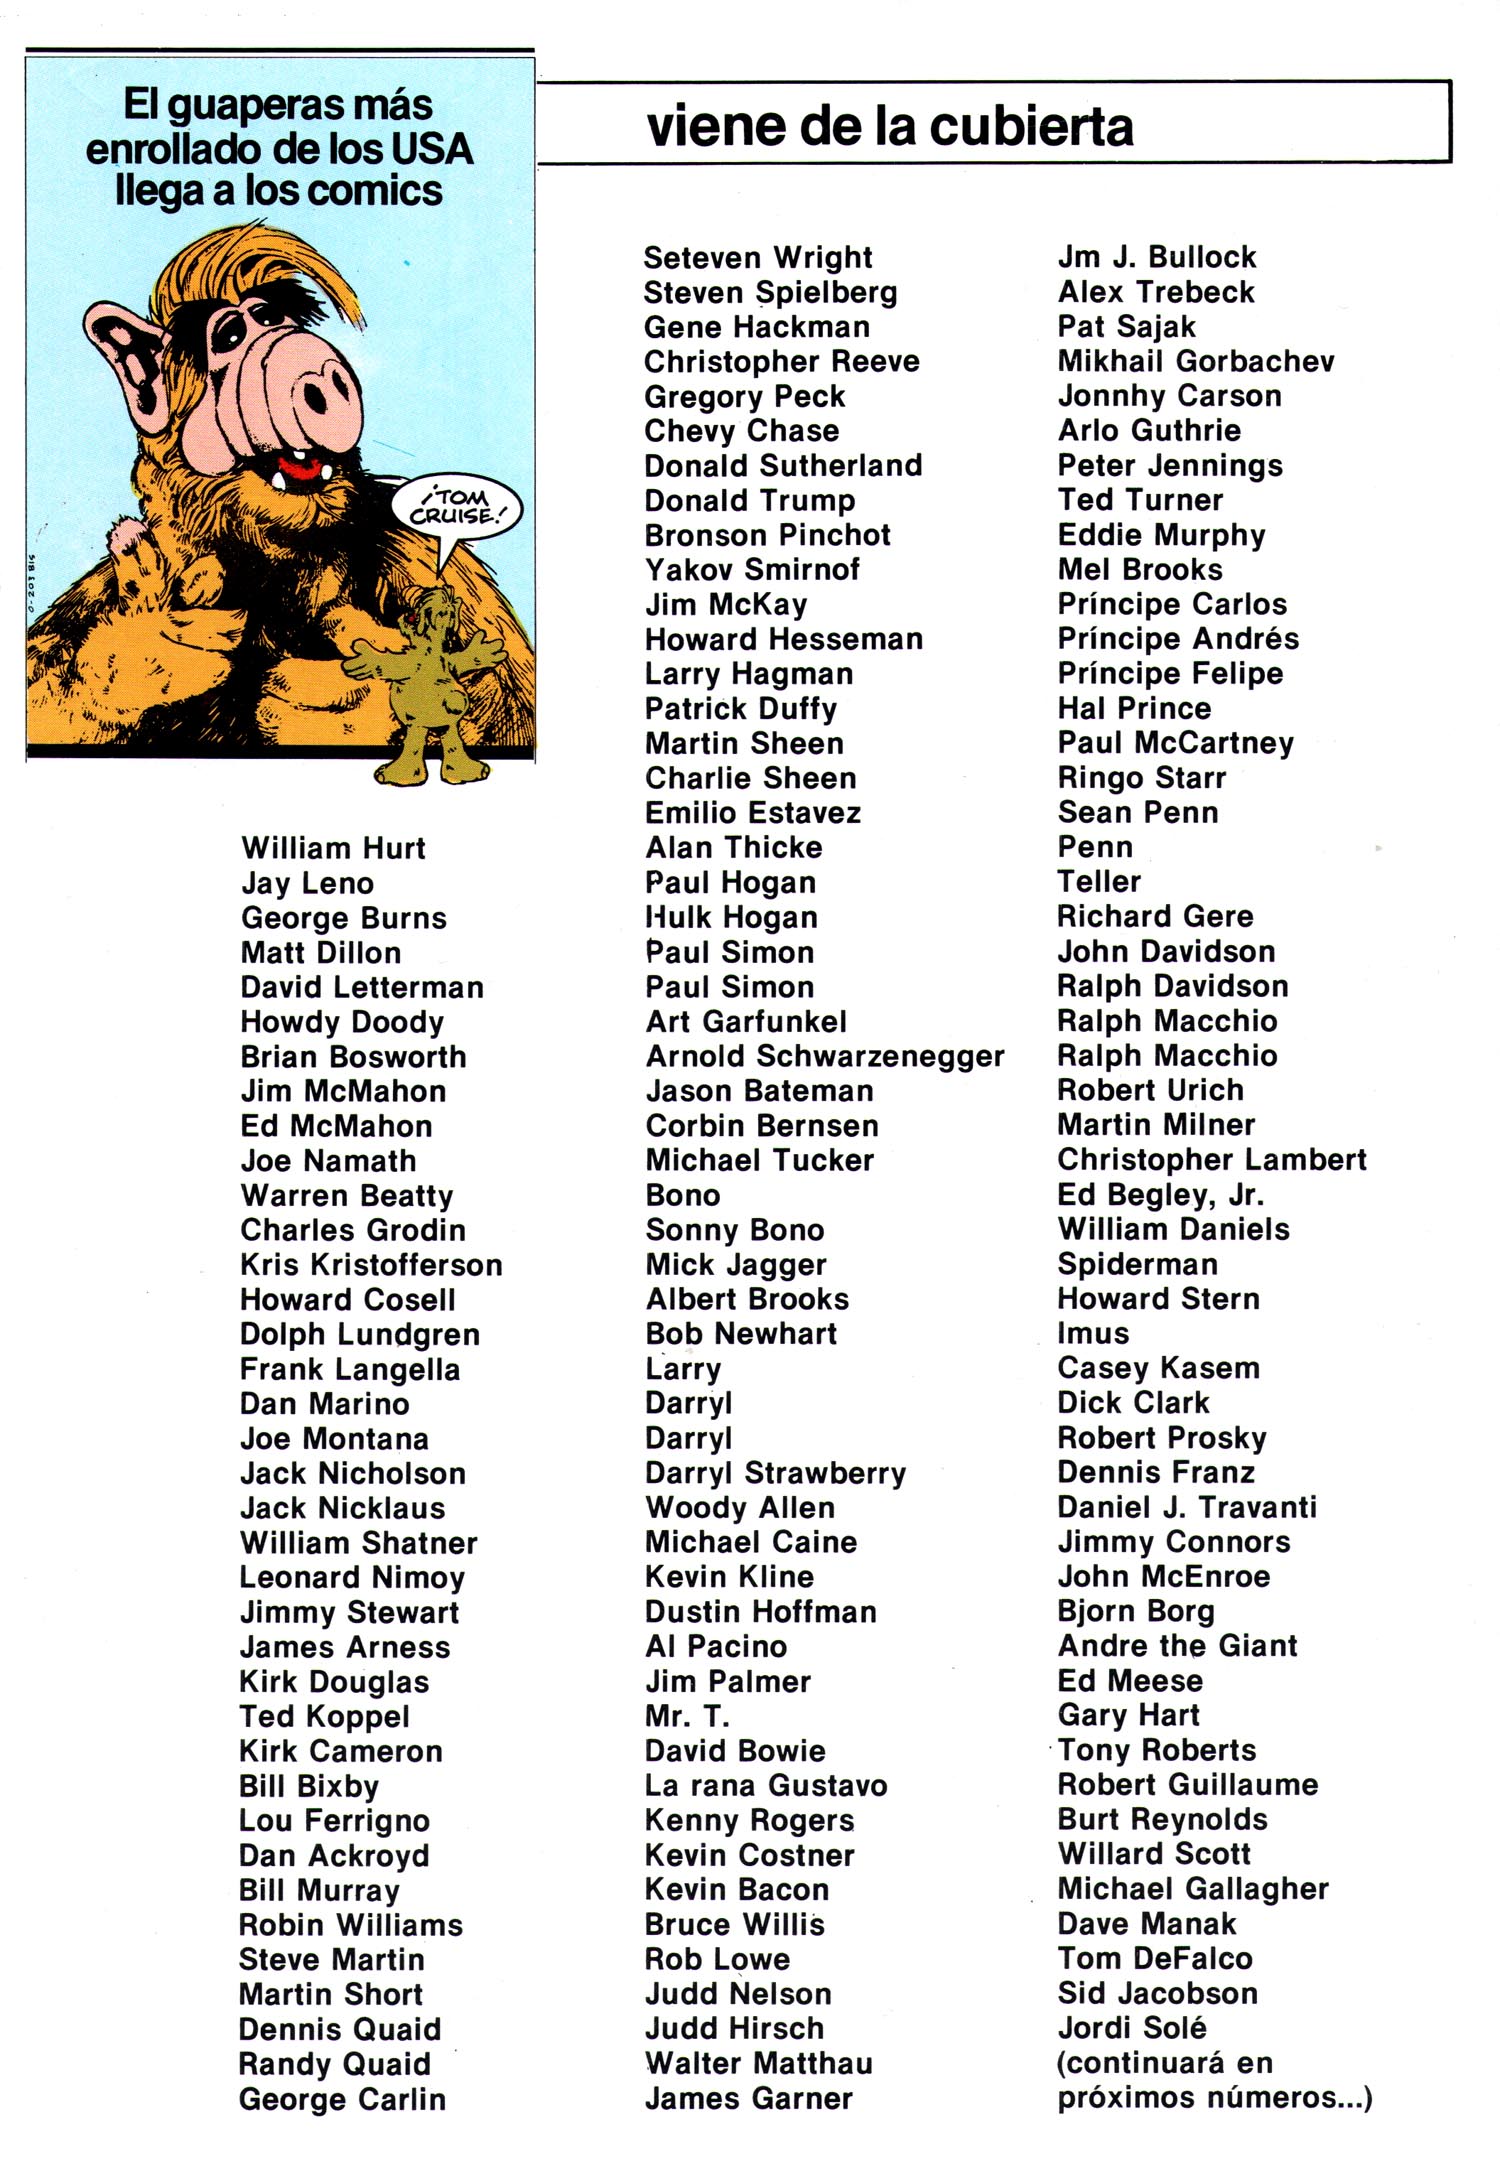 El guaperas más
enrollado de los USA
llega a los comics
viene de la cubierta
¡TOM
CRUISE!
O-203 BIS
William Hurt
Jay Leno
George Burns
Matt Dillon
David Letterman
Howdy Doody
Brian Bosworth
Jim McMahon
Ed McMahon
Joe Namath
Warren Beatty
Charles Grodin
Kris Kristofferson
Howard Cosell
Dolph Lundgren
Frank Langella
Dan Marino
Joe Montana
Jack Nicholson
Jack Nicklaus
William Shatner
Leonard Nimoy
Jimmy Stewart
James Arness
Kirk Douglas
Ted Koppel
Kirk Cameron
Bill Bixby
Lou Ferrigno
Dan Ackroyd
Bill Murray
Robin Williams
Steve Martin
Martin Short
Dennis Quaid
Randy Quaid
George Carlin
Seteven Wright
Steven Spielberg
Gene Hackman
Christopher Reeve
Gregory Peck
Chevy Chase
Donald Sutherland
Donald Trump
Bronson Pinchot
Yakov Smirnof
Jim McKay
Howard Hesseman
Larry Hagman
Patrick Duffy
Martin Sheen
Charlie Sheen
Emilio Estavez
Alan Thicke
Paul Hogan
Hulk Hogan
Paul Simon
Paul Simon
Art Garfunkel
Arnold Schwarzenegger
Jason Bateman
Corbin Bernsen
Michael Tucker
Bono
Sonny Bono
Mick Jagger
Albert Brooks
Bob Newhart
Larry
Darryl
Darryl
Darryl Strawberry
Woody Allen
Michael Caine
Kevin Kline
Dustin Hoffman
Al Pacino
Jim Palmer
Mr. T.
David Bowie
La rana Gustavo
Kenny Rogers
Kevin Costner
Kevin Bacon
Bruce Willis
Rob Lowe
Judd Nelson
Judd Hirsch
Walter Matthau
James Garner
Jm J. Bullock
Alex Trebeck
Pat Sajak
Mikhail Gorbachev
Jonnhy Carson
Arlo Guthrie
Peter Jennings
Ted Turner
Eddie Murphy
Mel Brooks
Príncipe Carlos
Príncipe Andrés
Príncipe Felipe
Hal Prince
Paul McCartney
Ringo Starr
Sean Penn
Penn
Teller
Richard Gere
John Davidson
Ralph Davidson
Ralph Macchio
Ralph Macchio
Robert Urich
Martin Milner
Christopher Lambert
Ed Begley, Jr.
William Daniels
Spiderman
Howard Stern
Imus
Casey Kasem
Dick Clark
Robert Prosky
Dennis Franz
Daniel J. Travanti
Jimmy Connors
John McEnroe
Bjorn Borg
Andre the Giant
Ed Meese
Gary Hart
Tony Roberts
Robert Guillaume
Burt Reynolds
Willard Scott
Michael Gallagher
Dave Manak
Tom DeFalco
Sid Jacobson
Jordi Solé
(continuará en
próximos números...)